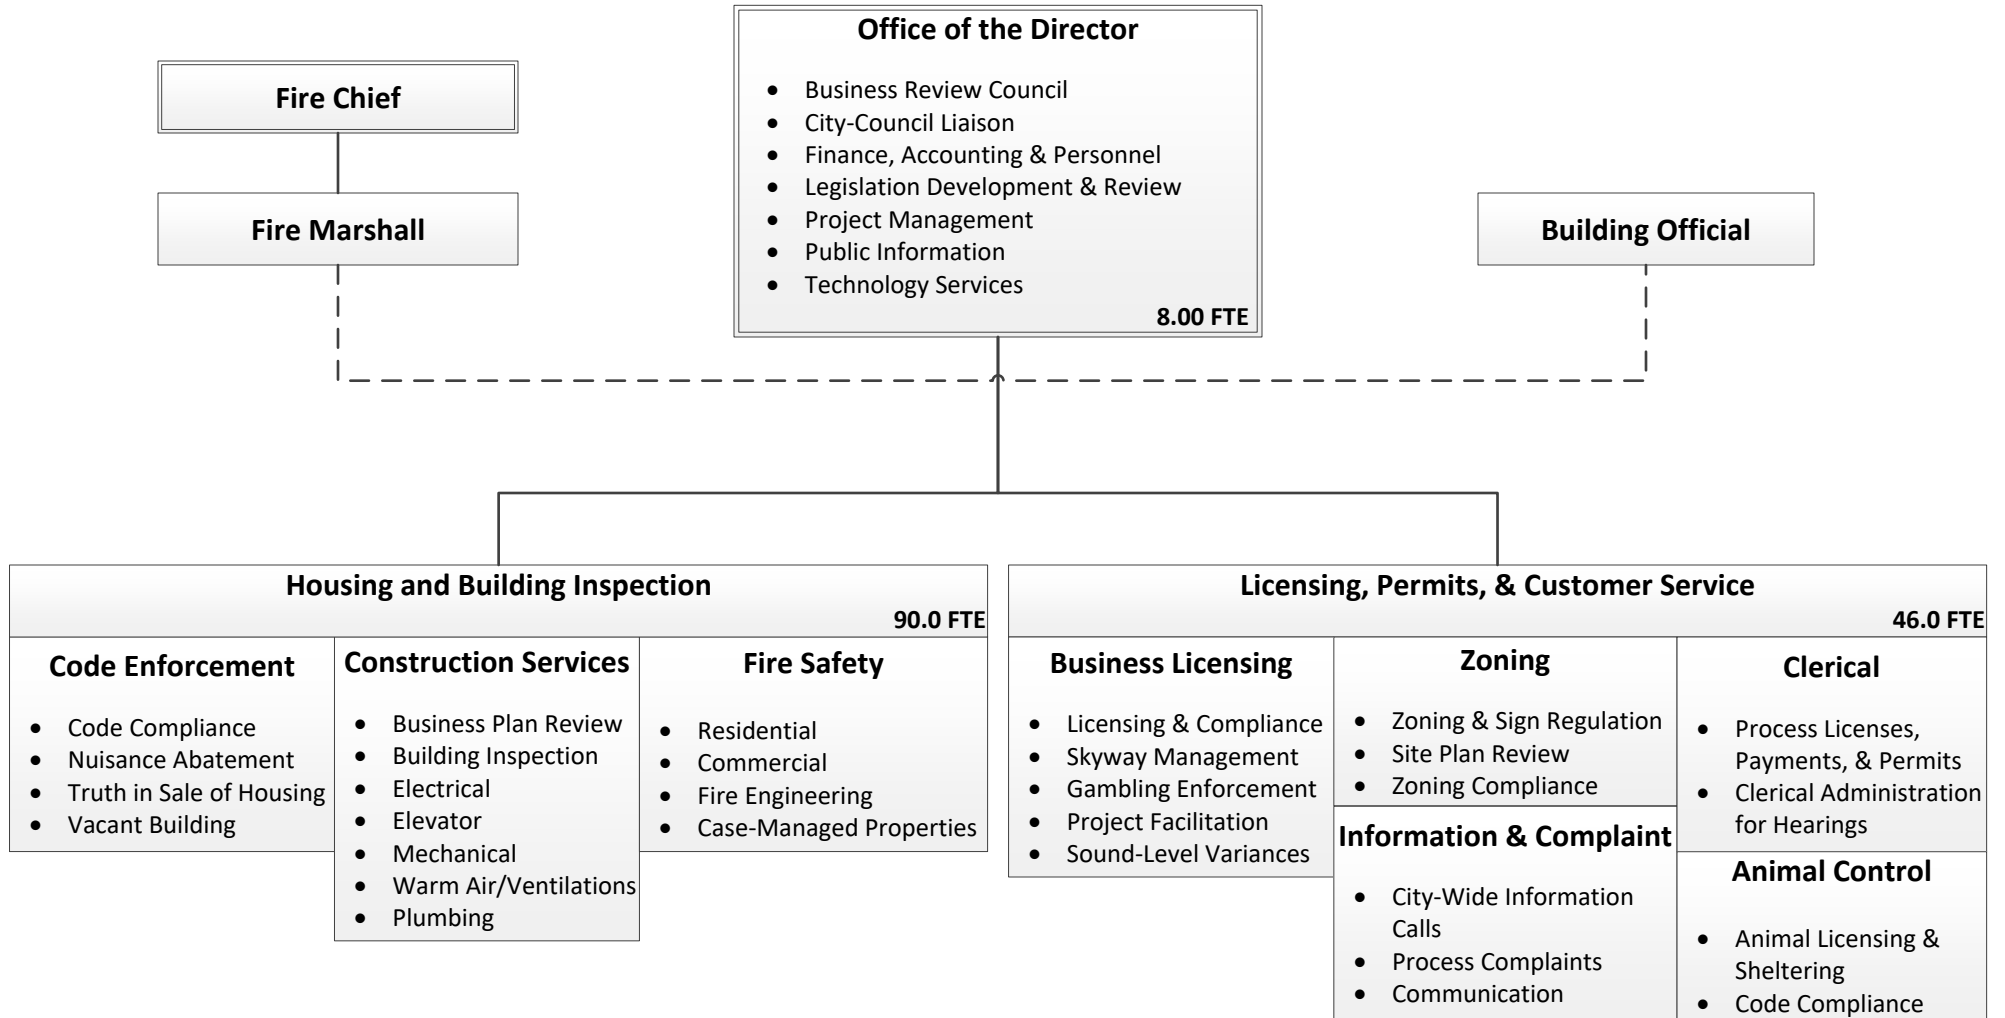 Office of the Director
• Business Review Council
• City-Council Liaison
• Finance, Accounting & Personnel
• Legislation Development & Review
• Project Management
• Public Information
• Technology Services
8.00 FTE
Fire Chief
Fire Marshall
Building Official
Housing and Building Inspection
90.0 FTE
Code Enforcement
• Code Compliance
• Nuisance Abatement
• Truth in Sale of Housing
• Vacant Building
Construction Services
• Business Plan Review
• Building Inspection
• Electrical
• Elevator
• Mechanical
• Warm Air/Ventilations
• Plumbing
Fire Safety
• Residential
• Commercial
• Fire Engineering
• Case-Managed Properties
Licensing, Permits, & Customer Service
46.0 FTE
Business Licensing
• Licensing & Compliance
• Skyway Management
• Gambling Enforcement
• Project Facilitation
• Sound-Level Variances
Zoning
• Zoning & Sign Regulation
• Site Plan Review
• Zoning Compliance
Information & Complaint
• City-Wide Information
Calls
• Process Complaints
• Communication
Clerical
• Process Licenses,
Payments, & Permits
• Clerical Administration
for Hearings
Animal Control
• Animal Licensing &
Sheltering
• Code Compliance